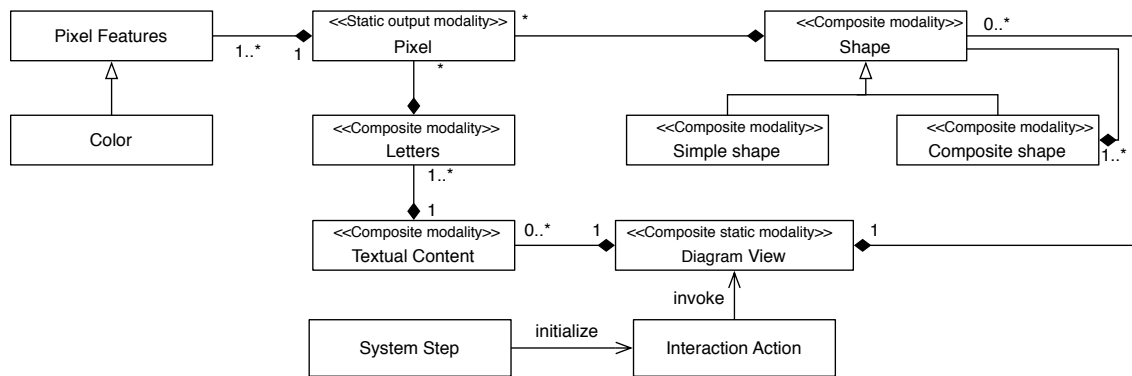 <<Static output modality>>
*
<<Composite modality>>
0..*
Pixel Features
Pixel
Shape
1..*
1
*
<<Composite modality>>
<<Composite modality>>
<<Composite modality>>
Color
Letters
Simple shape
Composite shape
1..*
1..*
1
<<Composite modality>>
0..*
1
<<Composite static modality>>
1
Textual Content
Diagram View
invoke
initialize
System Step
Interaction Action